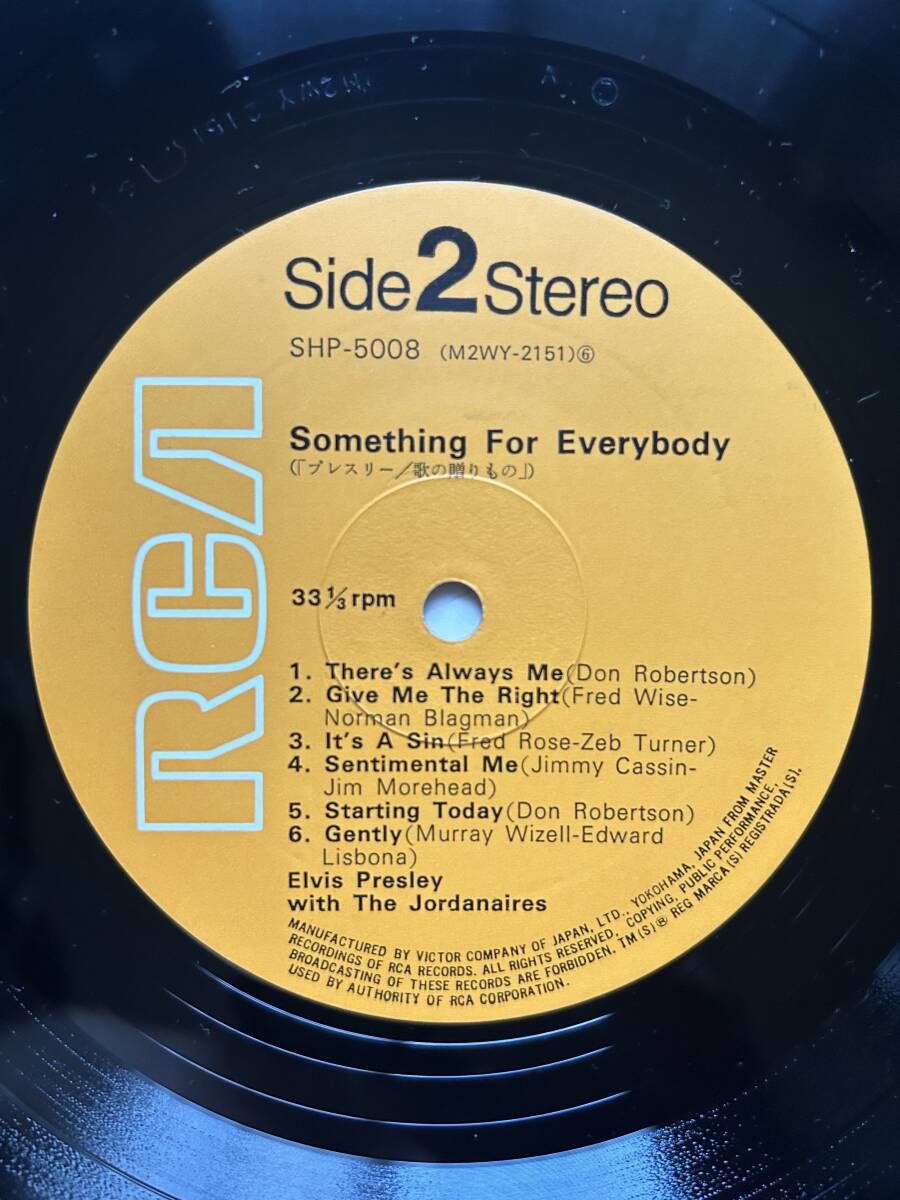 M2WY 2151
Side 2 Stereo
SHP-5008 (M2WY-2151)⑥
Something For Everybody
(「プレスリー／歌の贈りもの」)
RCA
33 1/3 rpm
1. There's Always Me(Don Robertson)
2. Give Me The Right(Fred Wise-
Norman Blagman)
3. It's A Sin(Fred Rose-Zeb Turner)
4. Sentimental Me(Jimmy Cassin-
Jim Morehead)
5. Starting Today(Don Robertson)
6. Gently(Murray Wizell-Edward
Lisbona)
Elvis Presley
with The Jordanaires
MANUFACTURED BY VICTOR COMPANY OF JAPAN, LTD., YOKOHAMA, JAPAN FROM MASTER
RECORDINGS OF RCA RECORDS. ALL RIGHTS RESERVED, COPYING, PUBLIC PERFORMANCE,
BROADCASTING OF THESE RECORDS ARE FORBIDDEN. TM(S)® REG MARCA(S) REGISTRADA(S).
USED BY AUTHORITY OF RCA CORPORATION.